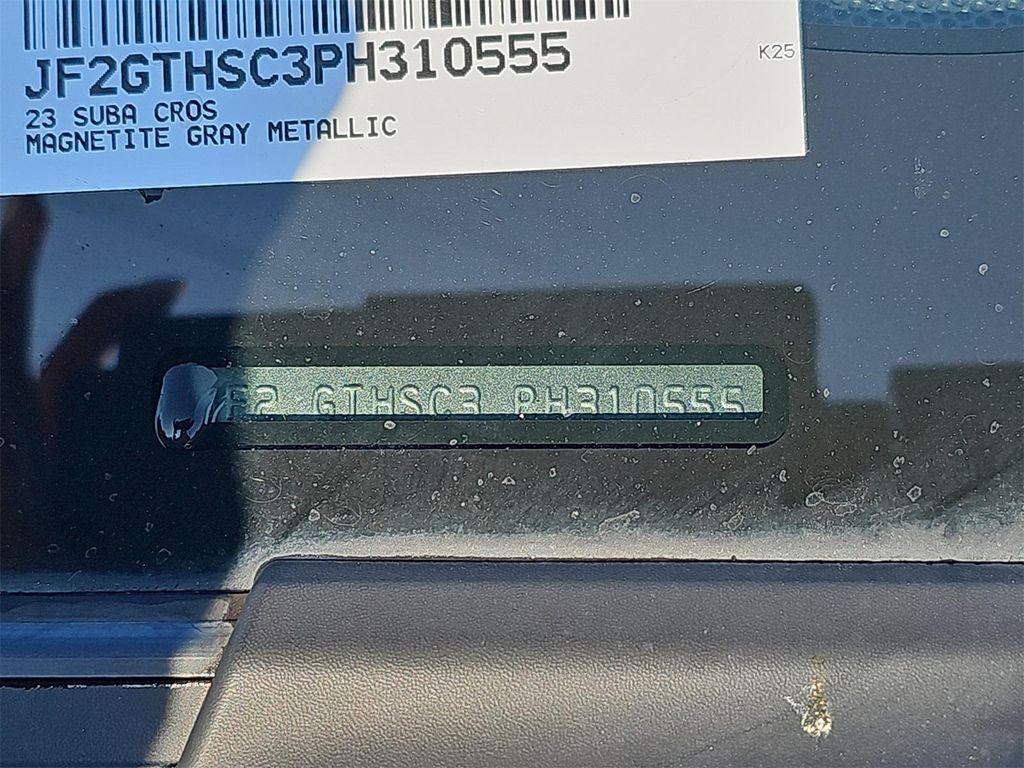 JF2GTHSC3PH310555
K25
23 SUBA CROS
MAGNETITE GRAY METALLIC
F2 GTHSC3 PH310555